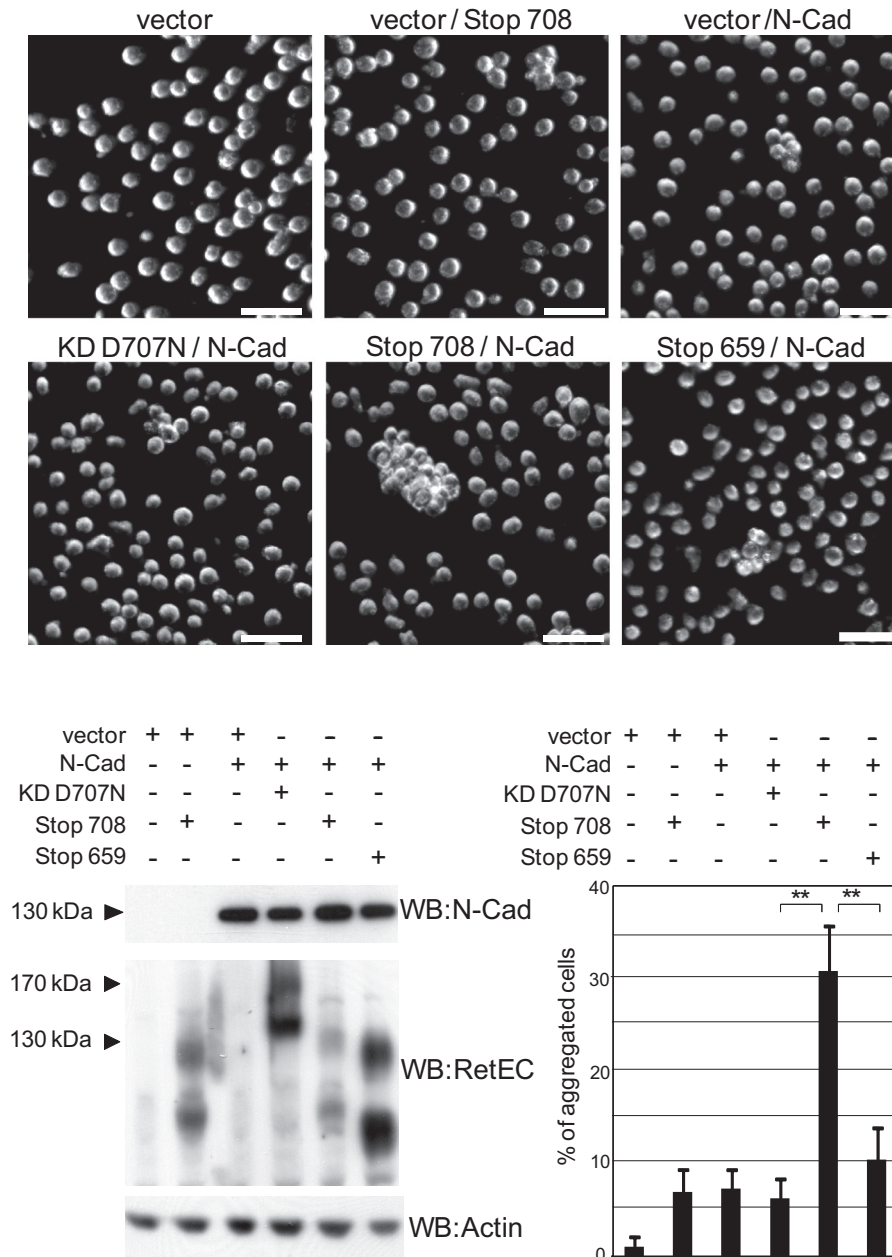 vector
vector / Stop 708
vector /N-Cad
KD D707N / N-Cad
Stop 708 / N-Cad
Stop 659 / N-Cad
vector + + + - - -
N-Cad - - + + + +
KD D707N - - - + - -
Stop 708 - + - - + -
Stop 659 - - - - - +
130 kDa
WB:N-Cad
170 kDa
130 kDa
WB:RetEC
WB:Actin
vector + + + - - -
N-Cad - - + + + +
KD D707N - - - + - -
Stop 708 - + - - + -
Stop 659 - - - - - +
% of aggregated cells
40
30
20
10
0
**
**